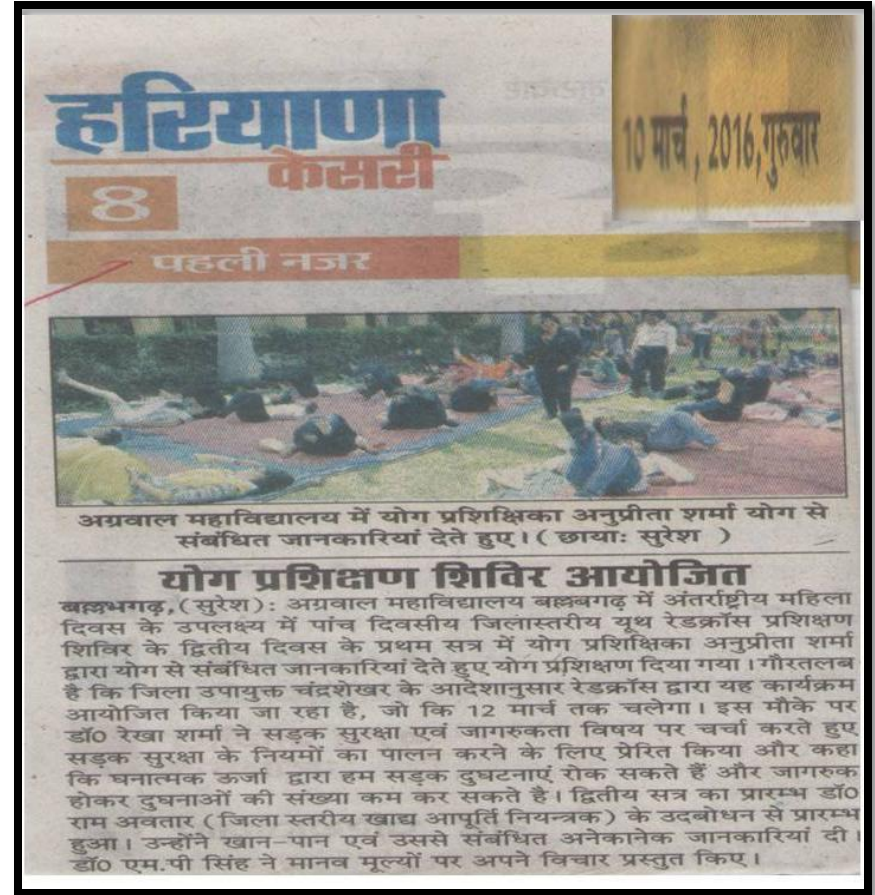 हरियाणा
केसरी
10 मार्च , 2016,गुरुवार
8
पहली नजर
अग्रवाल महाविद्यालय में योग प्रशिक्षिका अनुप्रीता शर्मा योग से
संबंधित जानकारियां देते हुए। ( छायाः सुरेश )
योग प्रशिक्षण शिविर आयोजित
बल्लभगढ़, (सुरेश): अग्रवाल महाविद्यालय बल्लबगढ़ में अंतर्राष्ट्रीय महिला
दिवस के उपलक्ष्य में पांच दिवसीय जिलास्तरीय यूथ रेडक्रॉस प्रशिक्षण
शिविर के द्वितीय दिवस के प्रथम सत्र में योग प्रशिक्षिका अनुप्रीता शर्मा
द्वारा योग से संबंधित जानकारियां देते हुए योग प्रशिक्षण दिया गया। गौरतलब
है कि जिला उपायुक्त चंद्रशेखर के आदेशानुसार रेडक्रॉस द्वारा यह कार्यक्रम
आयोजित किया जा रहा है, जो कि 12 मार्च तक चलेगा। इस मौके पर
डॉ0 रेखा शर्मा ने सड़क सुरक्षा एवं जागरुकता विषय पर चर्चा करते हुए
सड़क सुरक्षा के नियमों का पालन करने के लिए प्रेरित किया और कहा
कि घनात्मक ऊर्जा द्वारा हम सड़क दुघटनाएं रोक सकते हैं और जागरुक
होकर दुघनाओं की संख्या कम कर सकते है। द्वितीय सत्र का प्रारम्भ डॉ0
राम अवतार (जिला स्तरीय खाद्य आपूर्ति नियन्त्रक) के उदबोधन से प्रारम्भ
हुआ। उन्होंने खान-पान एवं उससे संबंधित अनेकानेक जानकारियां दी।
डॉ0 एम.पी सिंह ने मानव मूल्यों पर अपने विचार प्रस्तुत किए।